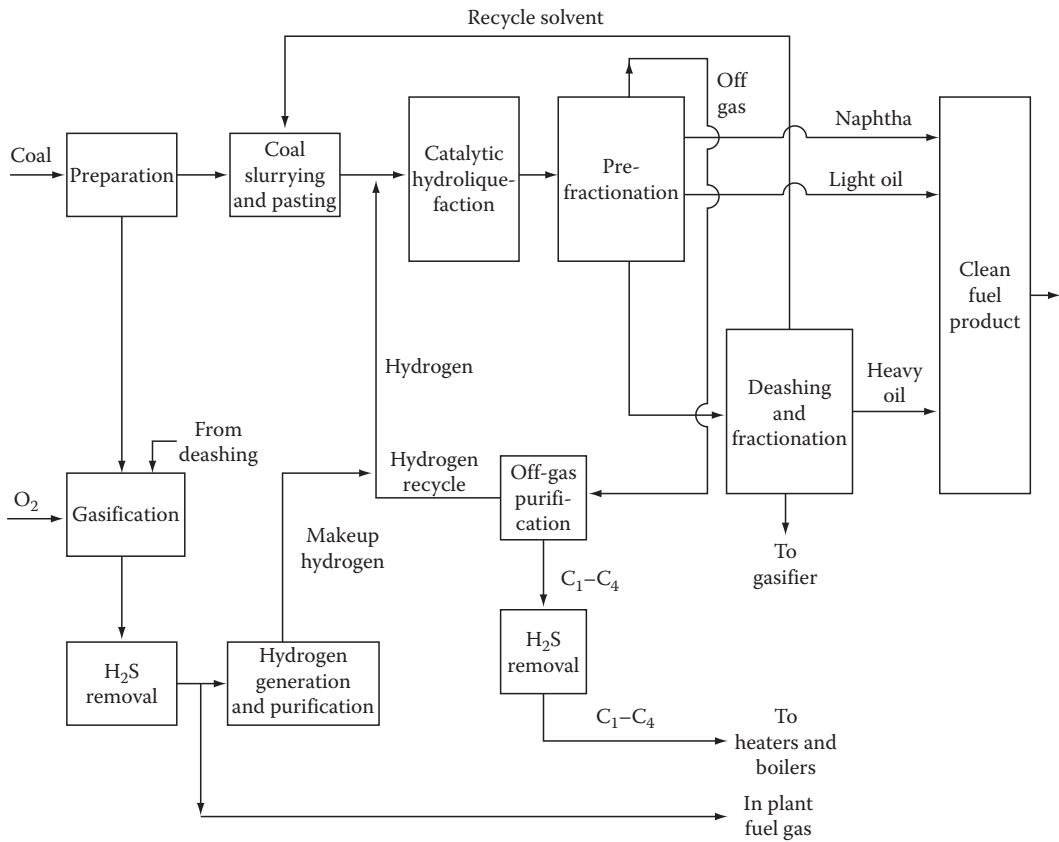 Recycle solvent
Off
gas
Naphtha
Coal
Preparation
Coal
slurrying
and pasting
Catalytic
hydrolique-
faction
Pre-
fractionation
Light oil
Clean
fuel
product
Hydrogen
Deashing
and
fractionation
Heavy
oil
From
deashing
Hydrogen
recycle
Off-gas
purifi-
cation
O₂
Gasification
Makeup
hydrogen
To
gasifier
C₁–C₄
H₂S
removal
Hydrogen
generation
and purification
H₂S
removal
C₁–C₄
To
heaters and
boilers
In plant
fuel gas